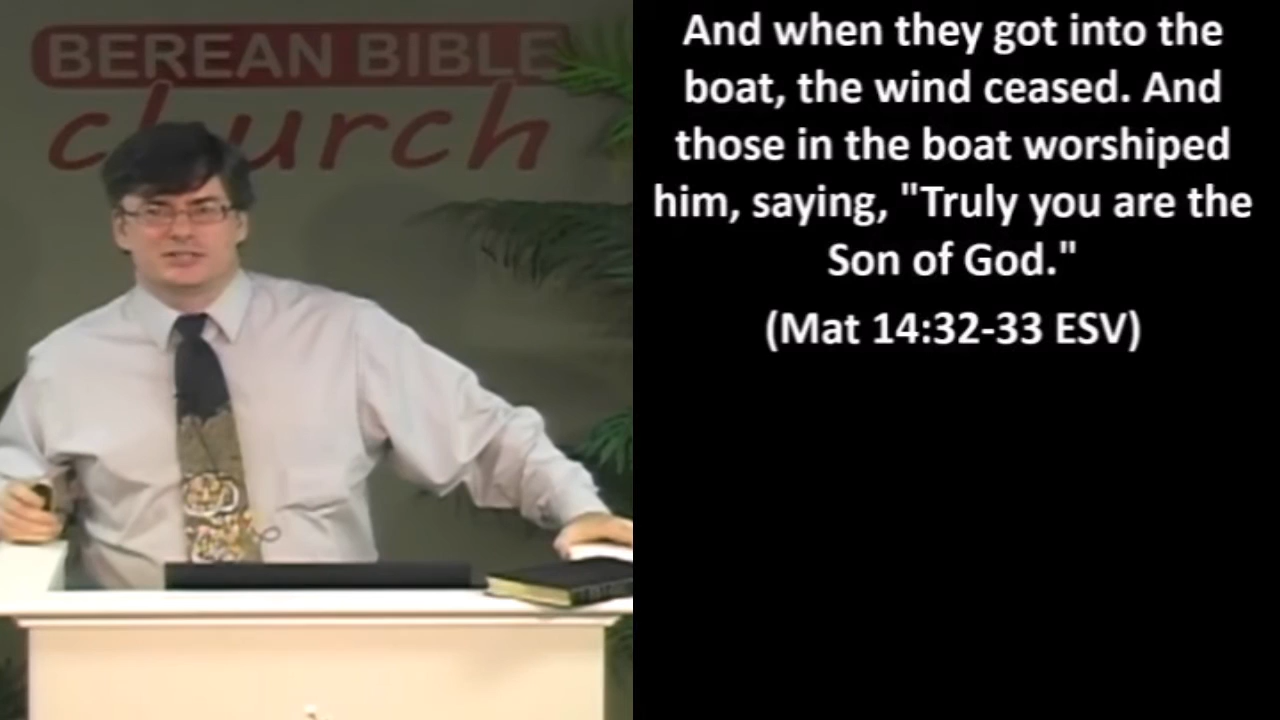 BEREAN BIBLE
church
And when they got into the
boat, the wind ceased. And
those in the boat worshiped
him, saying, "Truly you are the
Son of God."
(Mat 14:32-33 ESV)